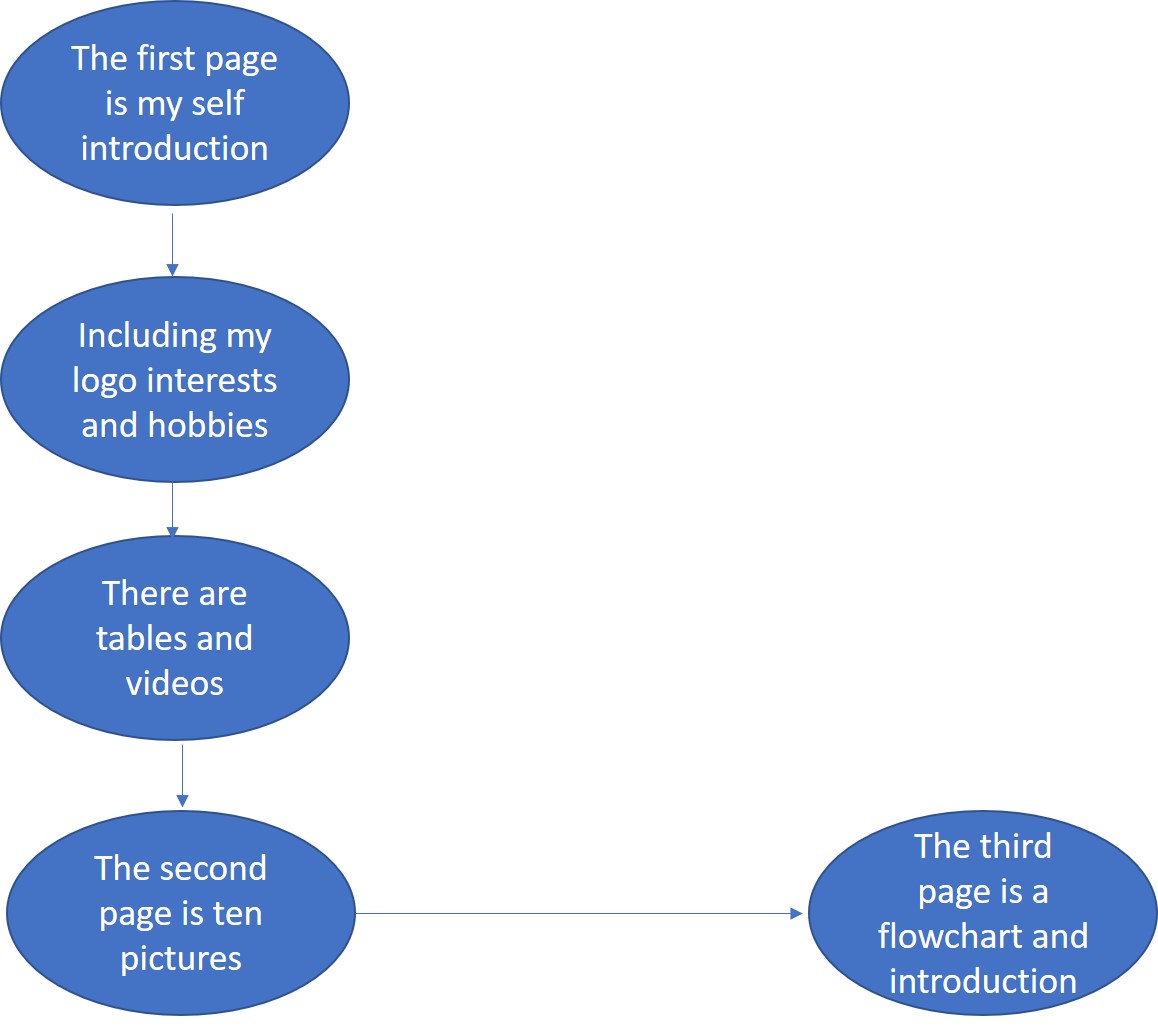 The first page
is my self
introduction
Including my
logo interests
and hobbies
There are
tables and
videos
The second
page is ten
pictures
The third
page is a
flowchart and
introduction